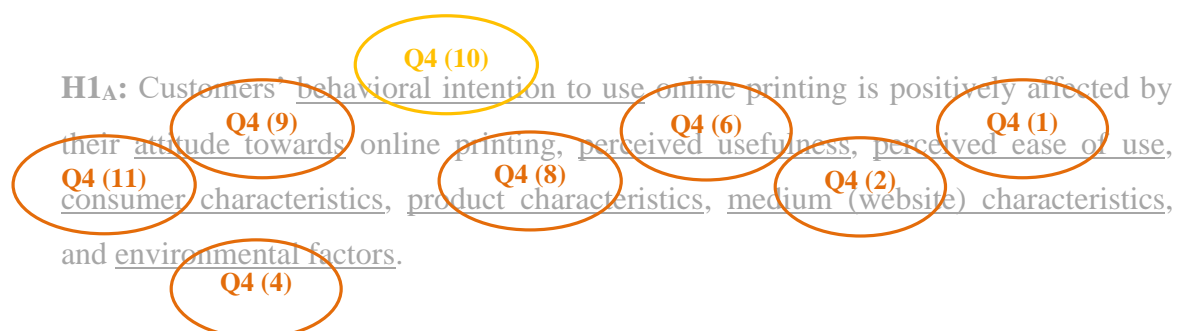 Q4 (10)
H1A: Customers’ behavioral intention to use online printing is positively affected by
Q4 (9) Q4 (6) Q4 (1)
their attitude towards online printing, perceived usefulness, perceived ease of use,
Q4 (11) Q4 (8) Q4 (2)
consumer characteristics, product characteristics, medium (website) characteristics,
and environmental factors.
Q4 (4)